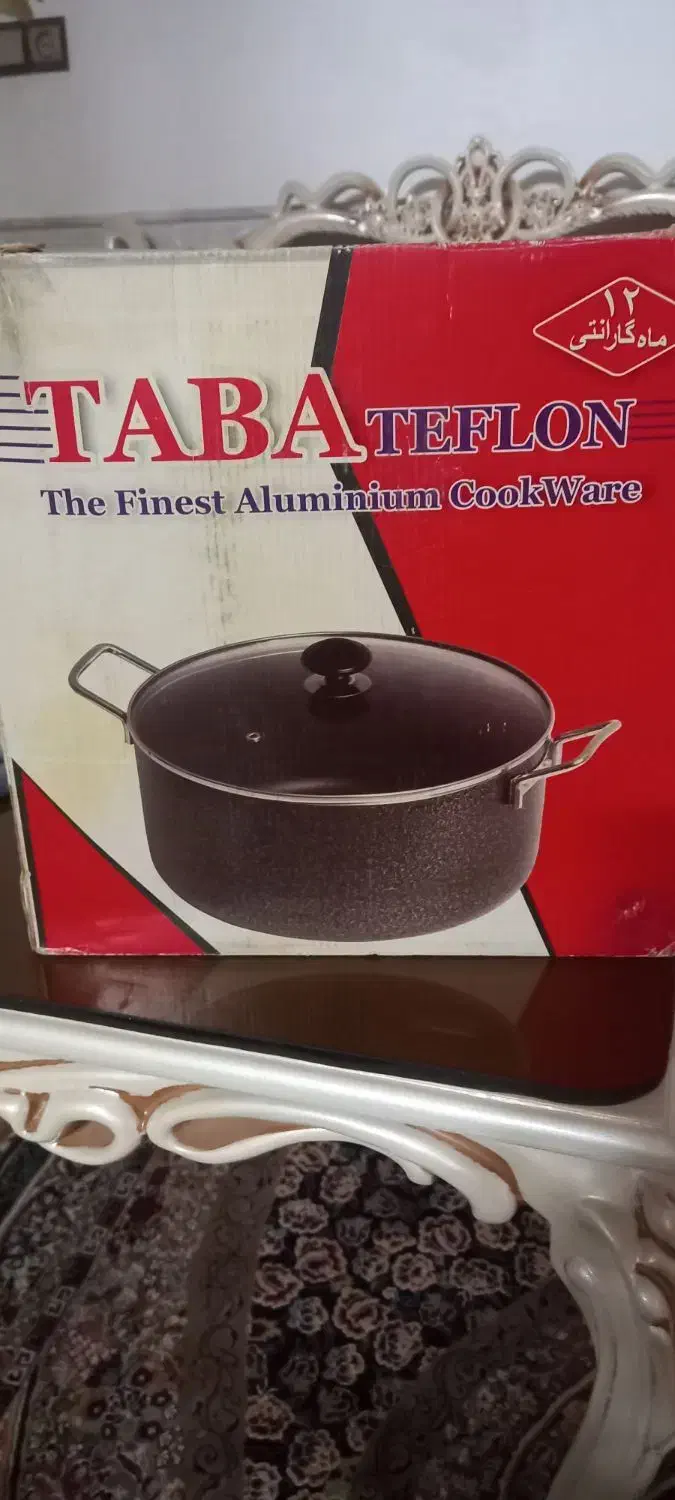 ۱۲
ماه گارانتی
TABA TEFLON
The Finest Aluminium CookWare